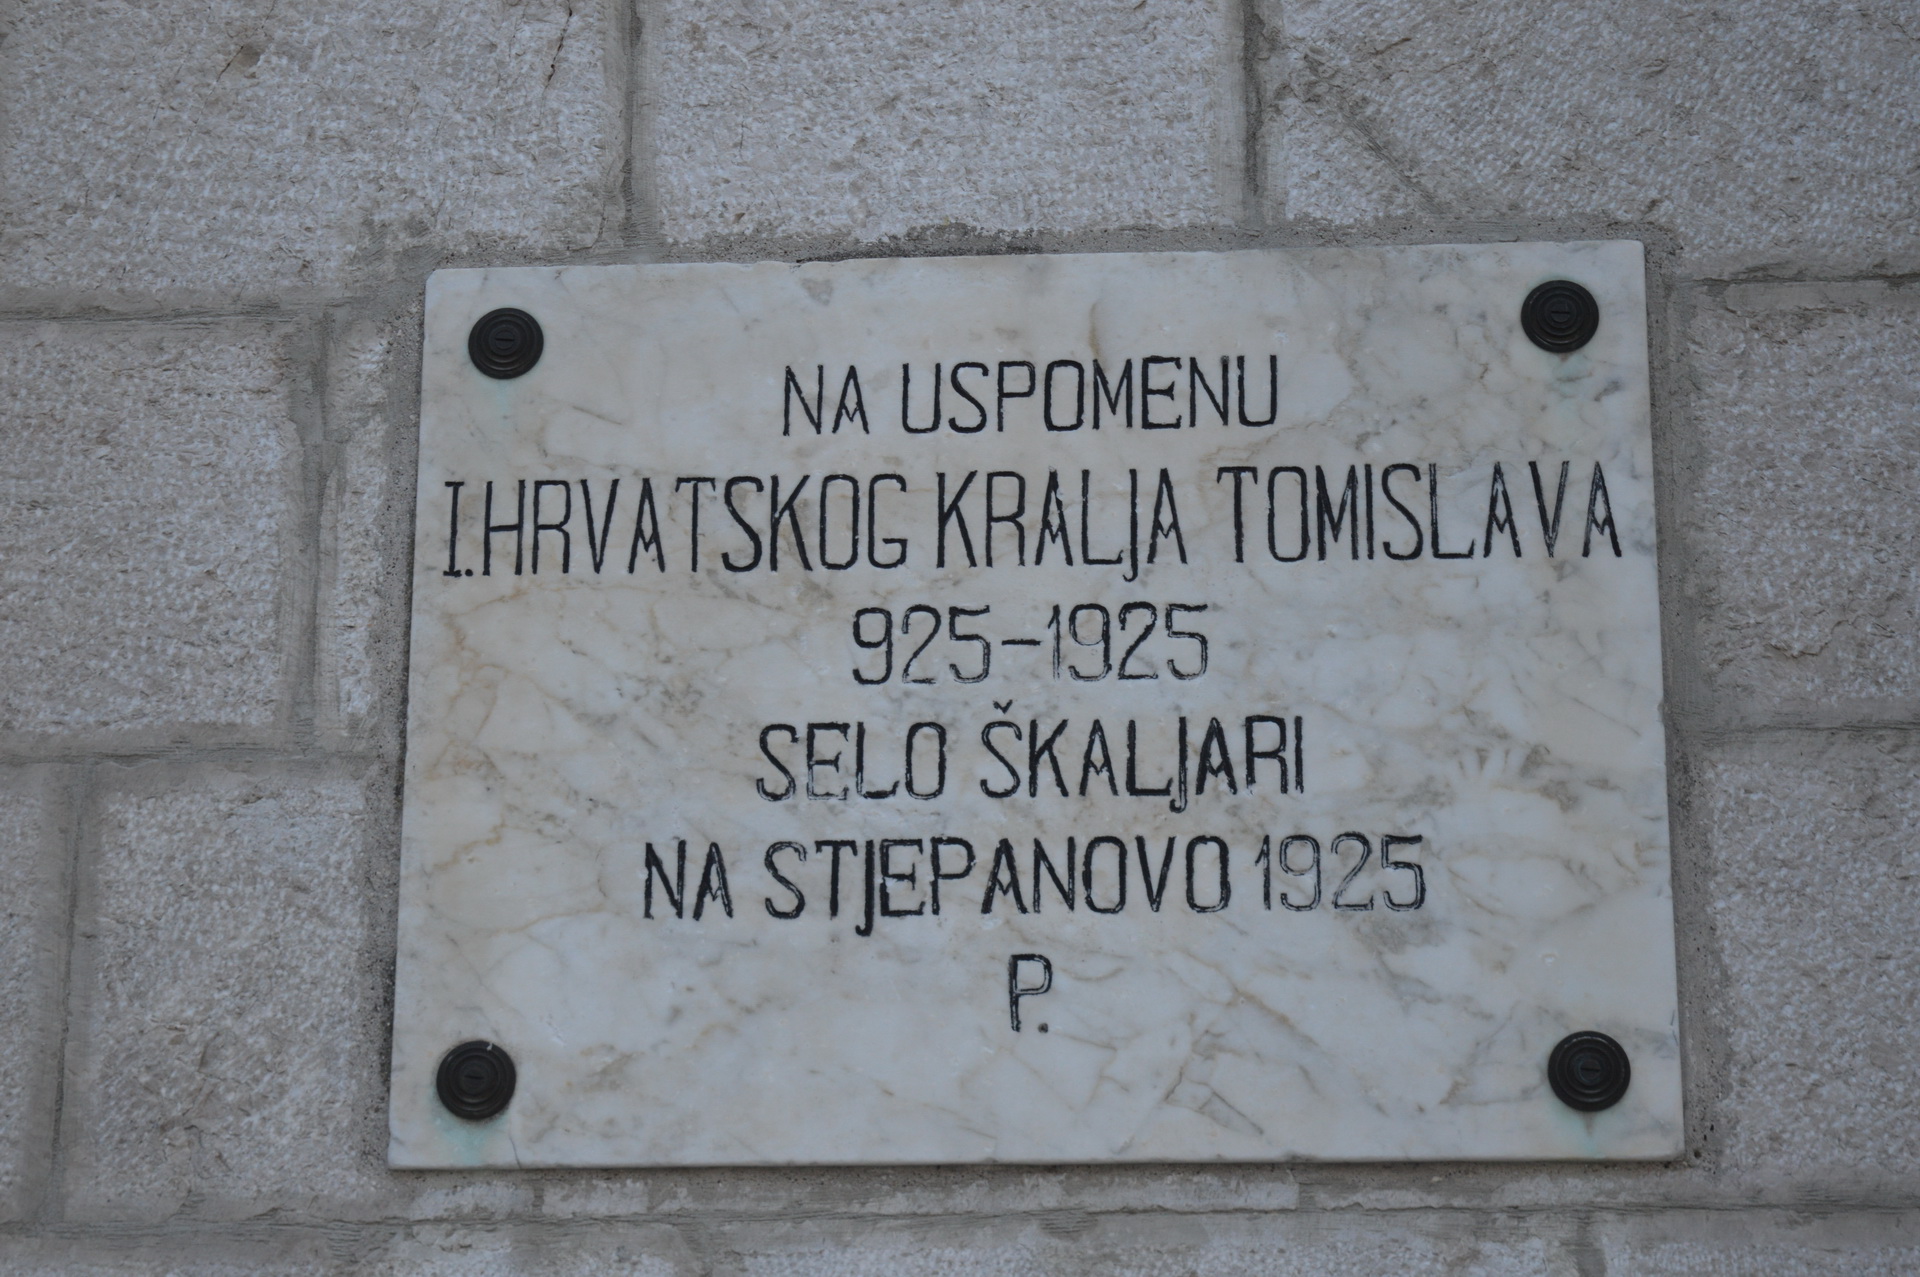 NA USPOMENU
I. HRVATSKOG KRALJA TOMISLAVA
925-1925
SELO ŠKALJARI
NA STJEPANOVO 1925
P.